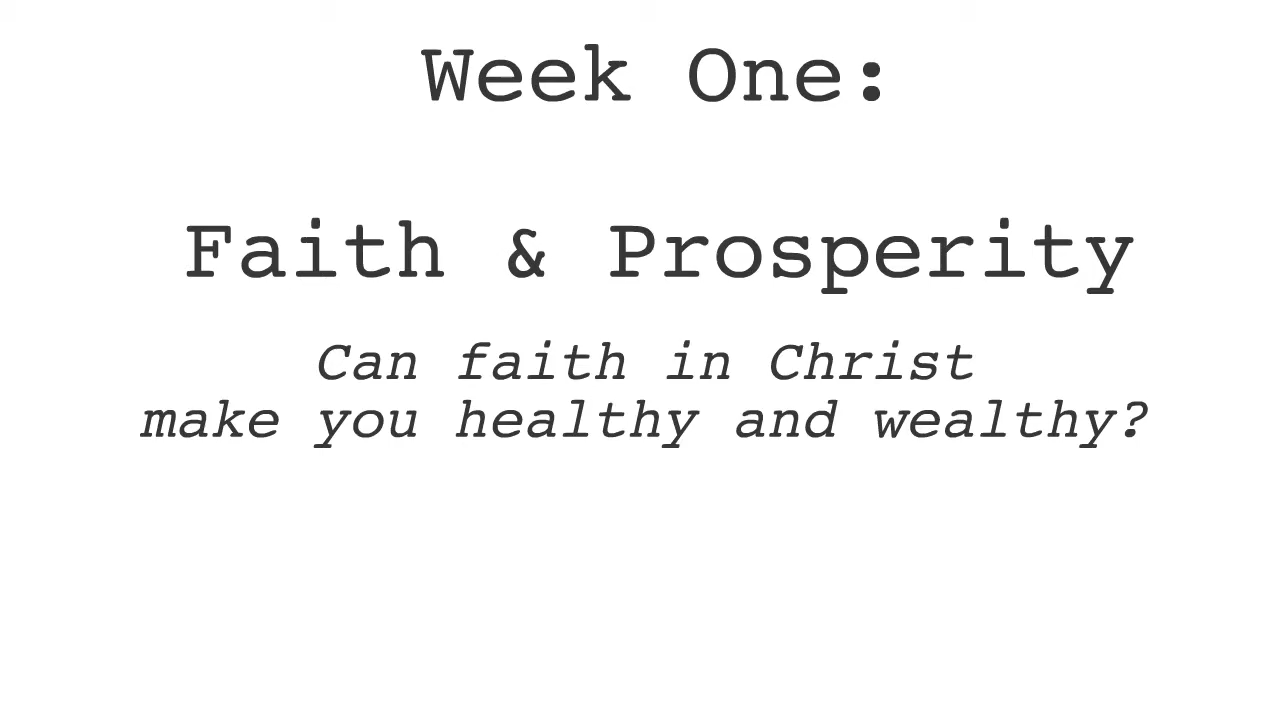 Week One:
Faith & Prosperity
Can faith in Christ
make you healthy and wealthy?